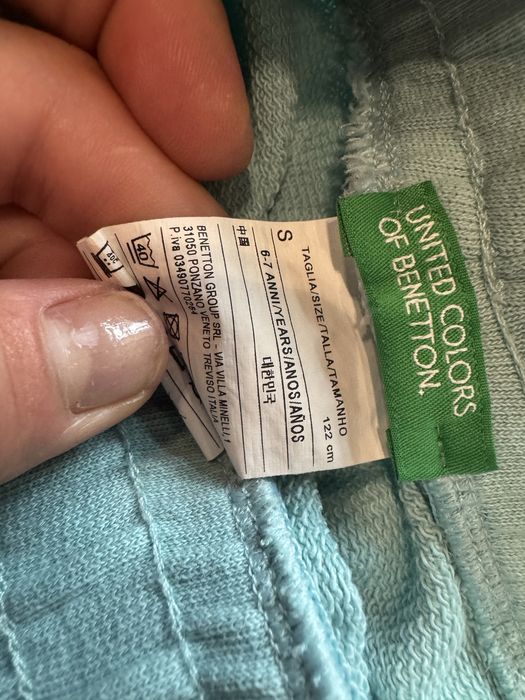 UNITED COLORS
OF BENETTON.
TAGLIA/SIZE/TALLA/TAMANHO
122 cm
S
6-7 ANNI/YEARS/ANOS/AÑOS
대한민국
中国
BENETTON GROUP SRL - VIA VILLA MINELLI, 1
31050 PONZANO VENETO TREVISO ITALIA
P.iva 03490770264
40